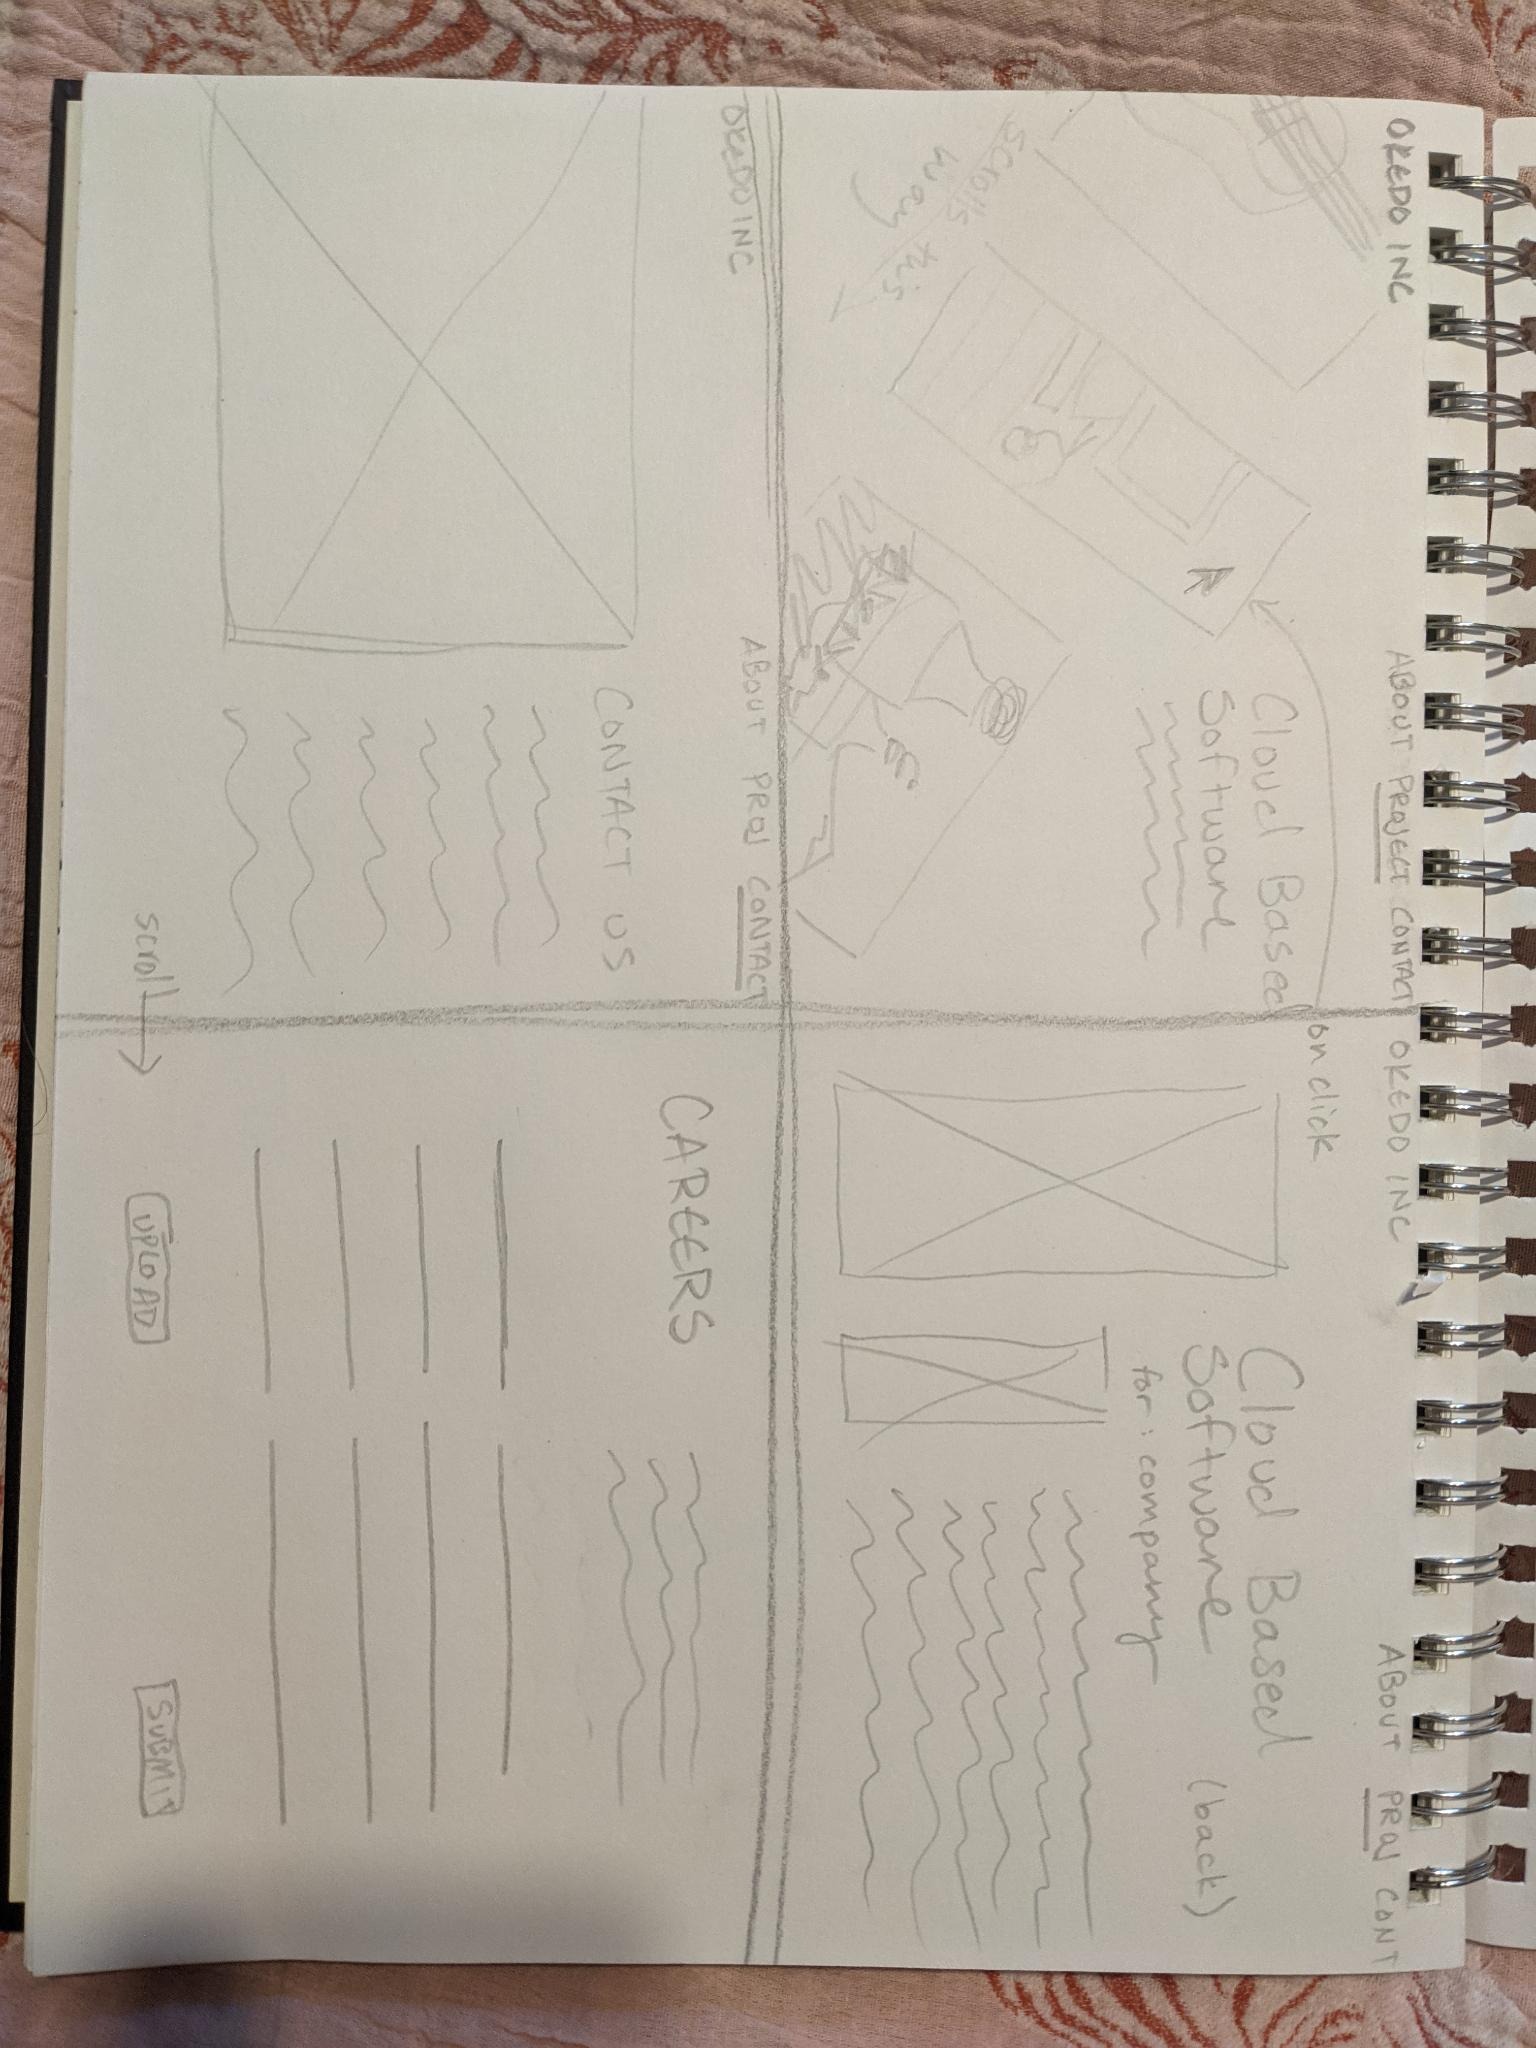 OKEDO INC
ABOUT PROJECT CONTACT
Cloud Based
Software
scrolls this
way
OKEDO INC
ABOUT PROJ CONT
on click
Cloud Based
Software
(back)
for: company
OKEDO INC
ABOUT PROJ CONTACT
CONTACT US
scroll
CAREERS
UPLOAD
SUBMIT